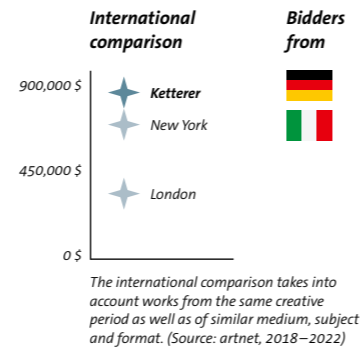 International
comparison
Bidders
from
900,000 $
Ketterer
New York
450,000 $
London
0 $
The international comparison takes into
account works from the same creative
period as well as of similar medium, subject
and format. (Source: artnet, 2018–2022)